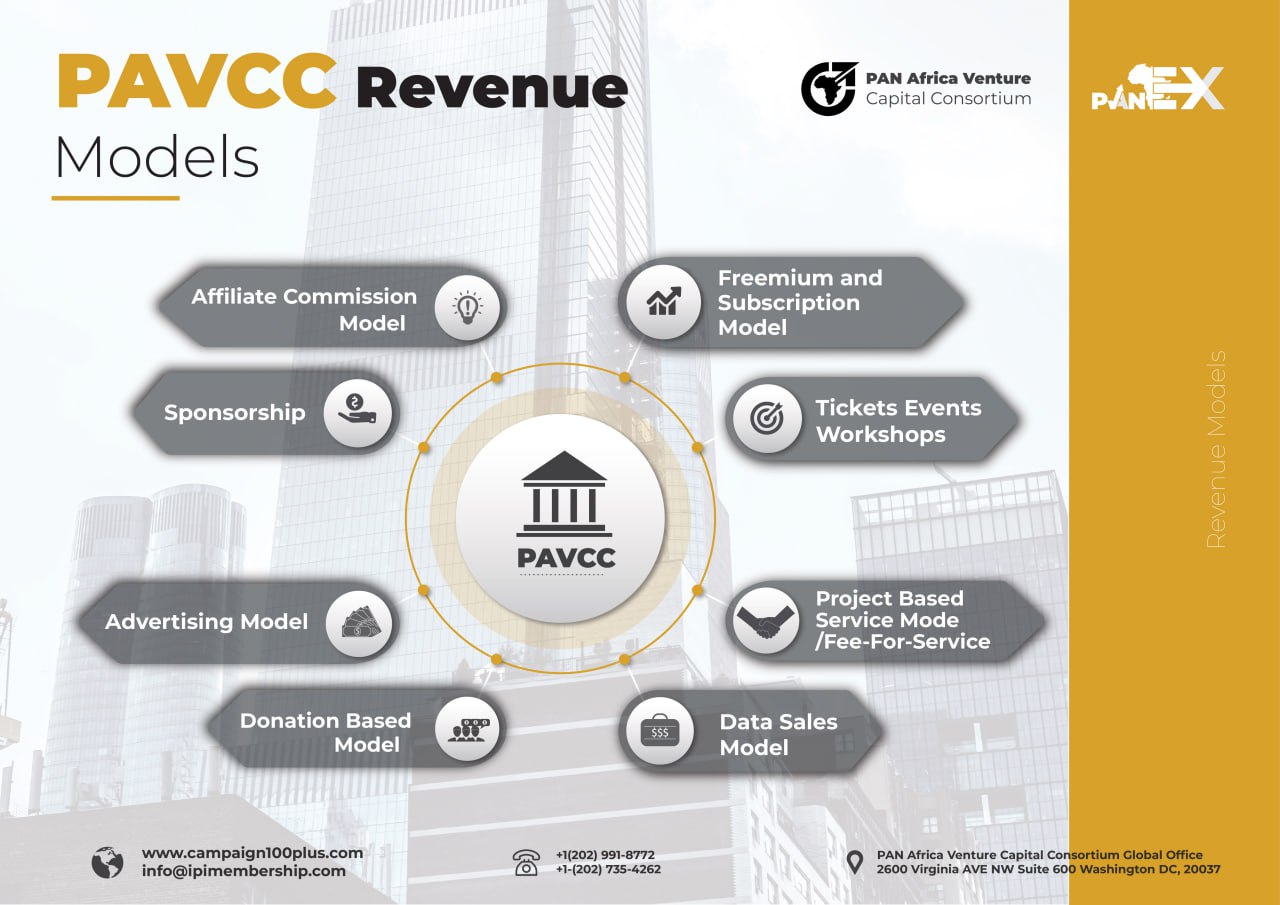 PAVCC Revenue
Models
PAN Africa Venture
Capital Consortium
PANEX
Affiliate Commission
Model
Freemium and
Subscription
Model
Sponsorship
Tickets Events
Workshops
PAVCC
Advertising Model
$
Project Based
Service Mode
/Fee-For-Service
Donation Based
Model
$$$
Data Sales
Model
Revenue Models
www.campaign100plus.com
info@ipimembership.com
+1(202) 991-8772
+1-(202) 735-4262
PAN Africa Venture Capital Consortium Global Office
2600 Virginia AVE NW Suite 600 Washington DC, 20037